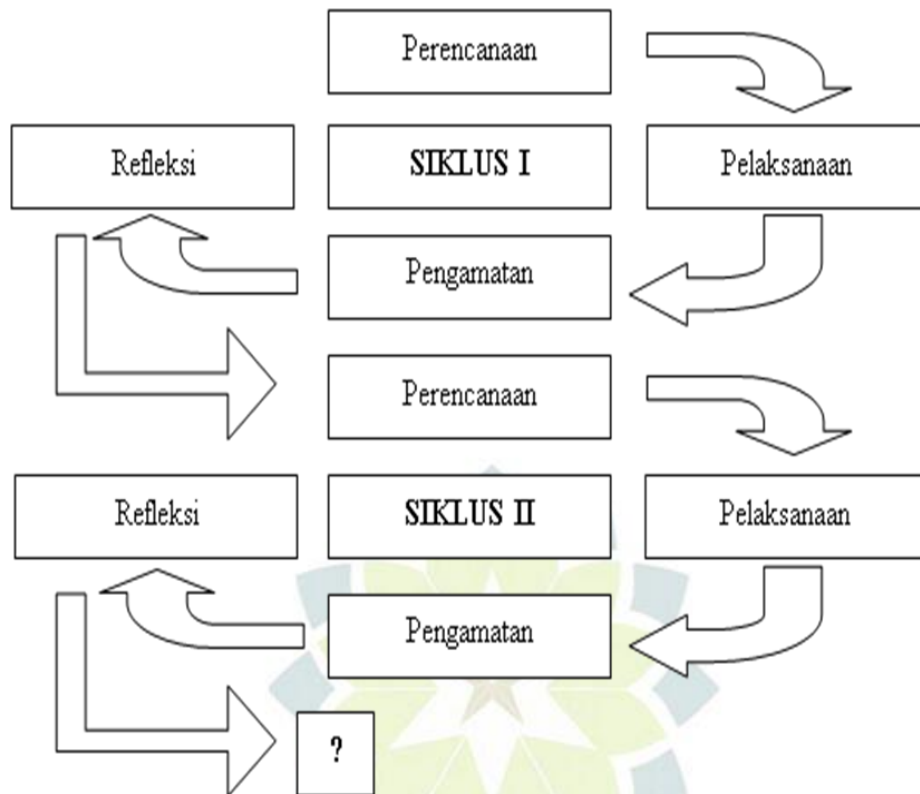 Perencanaan
Refleksi
SIKLUS I
Pelaksanaan
Pengamatan
Perencanaan
Refleksi
SIKLUS II
Pelaksanaan
Pengamatan
?